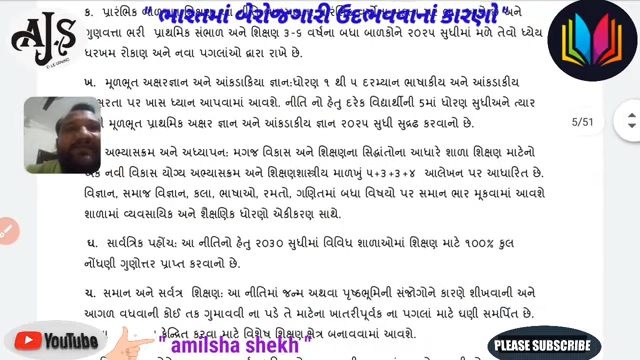 " ભારતમાં બેરોજગારી ઉદભવવાનાં કારણો "
AJS
ગુણવત્તા ભરી પ્રાથમિક સંભાળ અને શિક્ષણ ૩-૬ વર્ષના બધા બાળકોને ૨૦૨૫ સુધીમાં મળે તેવો ધ્યેય
ધરખમ રોકાણ અને નવા પગલાંઓ દ્વારા રાખે છે.
ખ. મૂળભૂત અક્ષરજ્ઞાન અને આંકડાકિયા જ્ઞાન:ધોરણ ૧ થી ૫ દરમ્યાન ભાષાકીય અને આંકડાકીય
પર ખાસ ધ્યાન આપવામાં આવશે. નીતિ નો હેતુ દરેક વિદ્યાર્થીની 5માં ધોરણ સુધીઅને ત્યાર
મૂળભૂત પ્રાથમિક અક્ષર જ્ઞાન અને આંકડાકીય જ્ઞાન ૨૦૨૫ સુધી સુદ્રઢ કરવાનો છે.
5/51
અભ્યાસક્રમ અને અધ્યાપન: મગજ વિકાસ અને શિક્ષણના સિદ્ધાંતોના આધારે શાળા શિક્ષણ માટેનો
એક નવી વિકાસ યોગ્ય અભ્યાસક્રમ અને શિક્ષણશાસ્ત્રીય માળખું ૫+૩+૩+૪ આલેખન પર આધારિત છે.
વિજ્ઞાન, સમાજ વિજ્ઞાન, કલા, ભાષાઓ, રમતો, ગણિતમાં બધા વિષયો પર સમાન ભાર મૂકવામાં આવશે
શાળામાં વ્યવસાયિક અને શૈક્ષણિક ધોરણો એકીકરણ સાથે.
ઘ. સાર્વત્રિક પહોંચ: આ નીતિનો હેતુ ૨૦૩૦ સુધીમાં વિવિધ શાળાઓમાં શિક્ષણ માટે ૧૦૦% કુલ
નોંધણી ગુણોત્તર પ્રાપ્ત કરવાનો છે.
ચ. સમાન અને સર્વત્ર શિક્ષણ: આ નીતિમાં જન્મ અથવા પૃષ્ઠભૂમિની સંજોગોને કારણે શીખવાની અને
આગળ વધવાની કોઈ તક ગુમાવવી ના પડે તે માટેના ખાતરીપૂર્વક ના પગલાં માટે ઘણી સમર્પિત છે.
કેન્દ્રિત કરવા માટે વિશેષ શિક્ષણ ક્ષેત્ર બનાવવામાં આવશે.
YouTube
" amilsha shekh "
PLEASE SUBSCRIBE